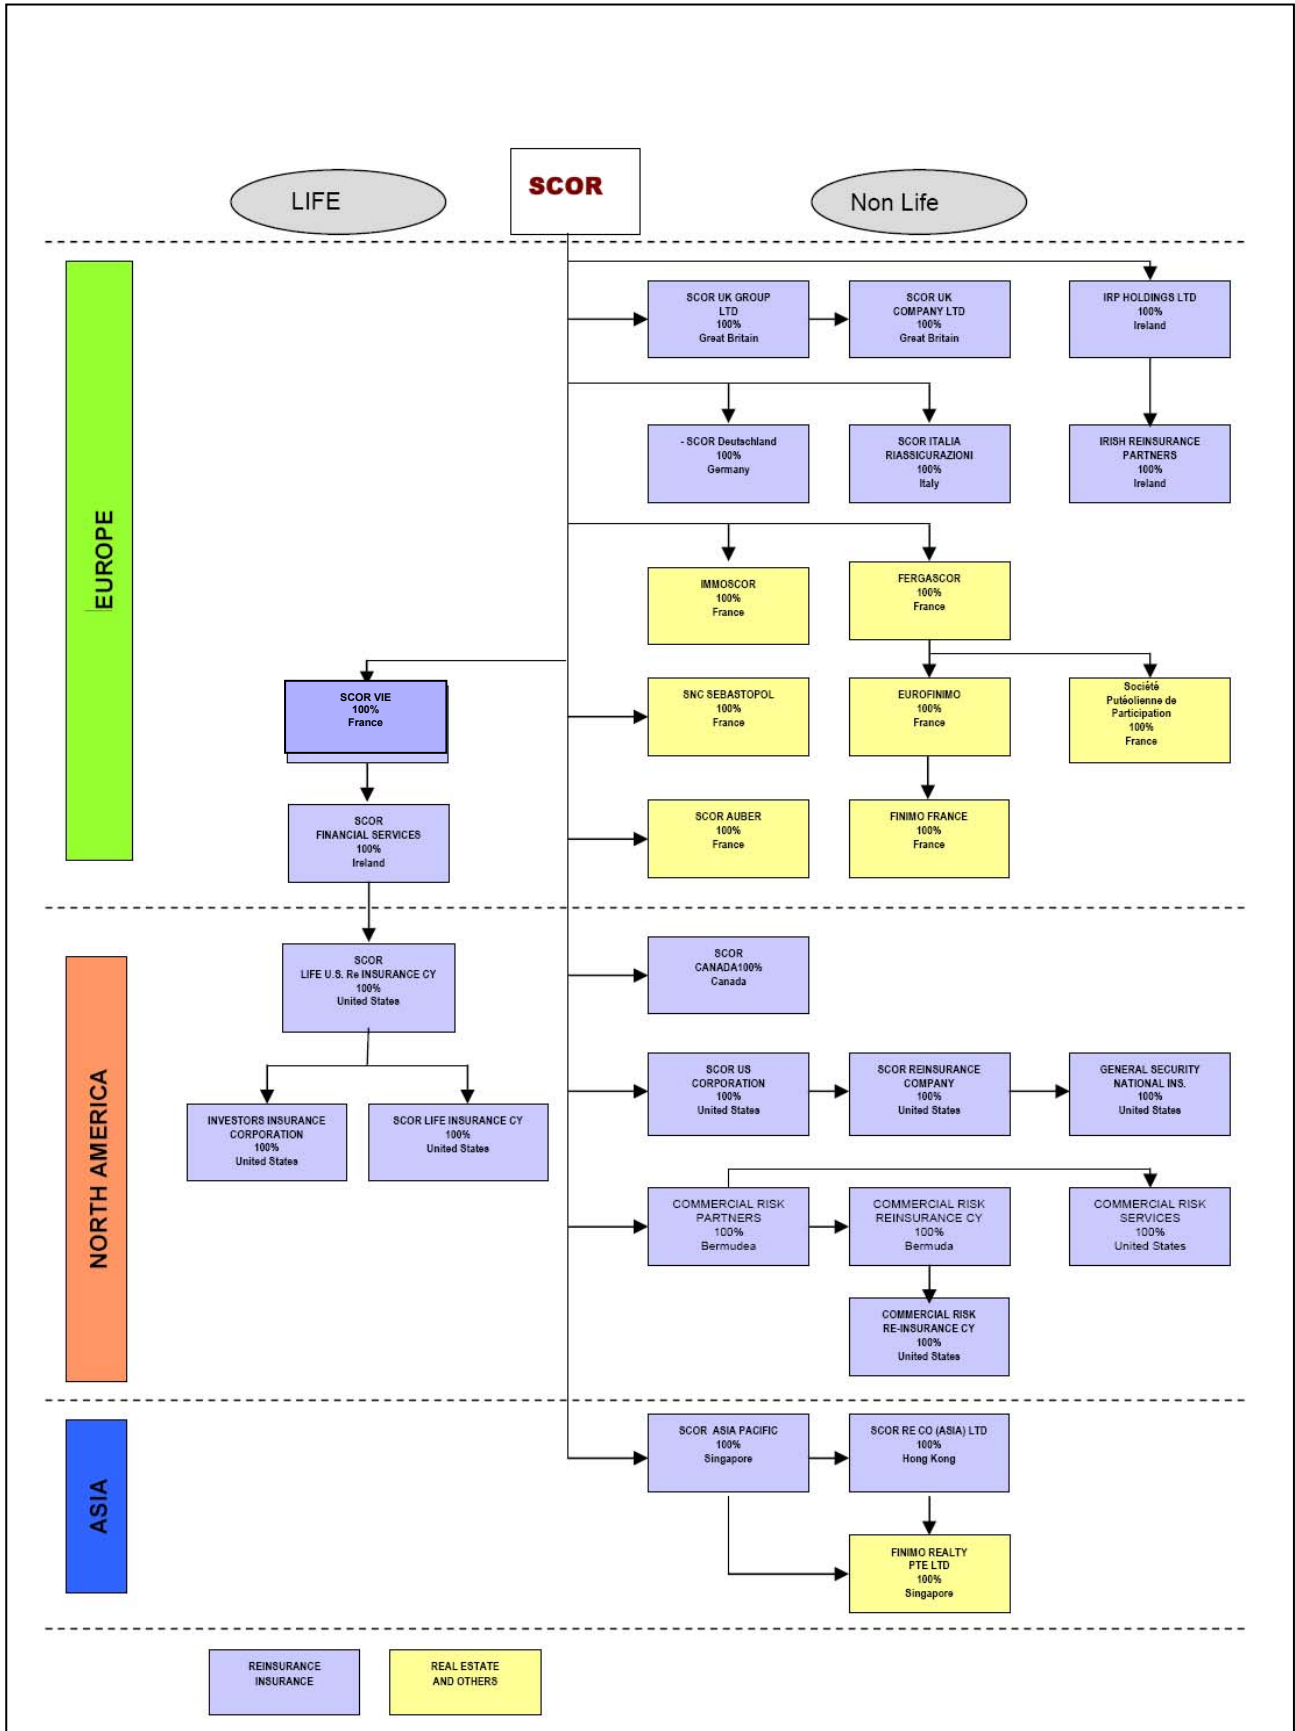 SCOR
LIFE
Non Life
EUROPE
SCOR UK GROUP
LTD
100%
Great Britain
SCOR UK
COMPANY LTD
100%
Great Britain
IRP HOLDINGS LTD
100%
Ireland
- SCOR Deutschland
100%
Germany
SCOR ITALIA
RIASSICURAZIONI
100%
Italy
IRISH REINSURANCE
PARTNERS
100%
Ireland
IMMOSCOR
100%
France
FERGASCOR
100%
France
SCOR VIE
100%
France
SNC SEBASTOPOL
100%
France
EUROFINIMO
100%
France
Société
Putéolienne de
Participation
100%
France
SCOR
FINANCIAL SERVICES
100%
Ireland
SCOR AUBER
100%
France
FINIMO FRANCE
100%
France
NORTH AMERICA
SCOR
LIFE U.S. Re INSURANCE CY
100%
United States
SCOR
CANADA100%
Canada
INVESTORS INSURANCE
CORPORATION
100%
United States
SCOR LIFE INSURANCE CY
100%
United States
SCOR US
CORPORATION
100%
United States
SCOR REINSURANCE
COMPANY
100%
United States
GENERAL SECURITY
NATIONAL INS.
100%
United States
COMMERCIAL RISK
PARTNERS
100%
Bermudea
COMMERCIAL RISK
REINSURANCE CY
100%
Bermuda
COMMERCIAL RISK
SERVICES
100%
United States
COMMERCIAL RISK
RE-INSURANCE CY
100%
United States
ASIA
SCOR ASIA PACIFIC
100%
Singapore
SCOR RE CO (ASIA) LTD
100%
Hong Kong
FINIMO REALTY
PTE LTD
100%
Singapore
REINSURANCE
INSURANCE
REAL ESTATE
AND OTHERS